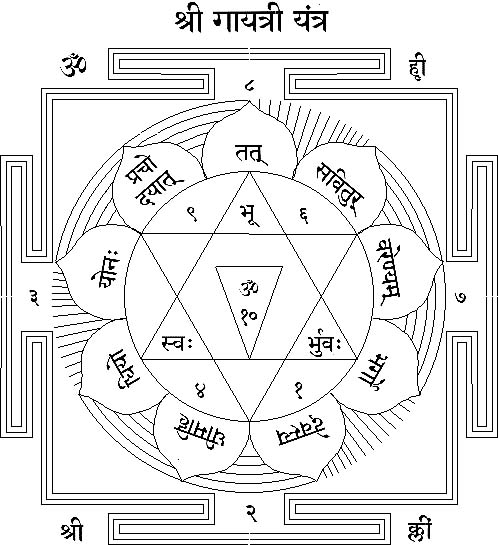 श्री गायत्री यंत्र
ॐ
ह्री
८
तत्
सवितुर्
वरेण्यम्
भर्गो
देवस्य
धीमहि
धियो
योनः
प्रचो
दयात्
९
भू
६
३
ॐ
१०
७
स्वः
र्भुवः
४
१
२
श्री
क्लीं